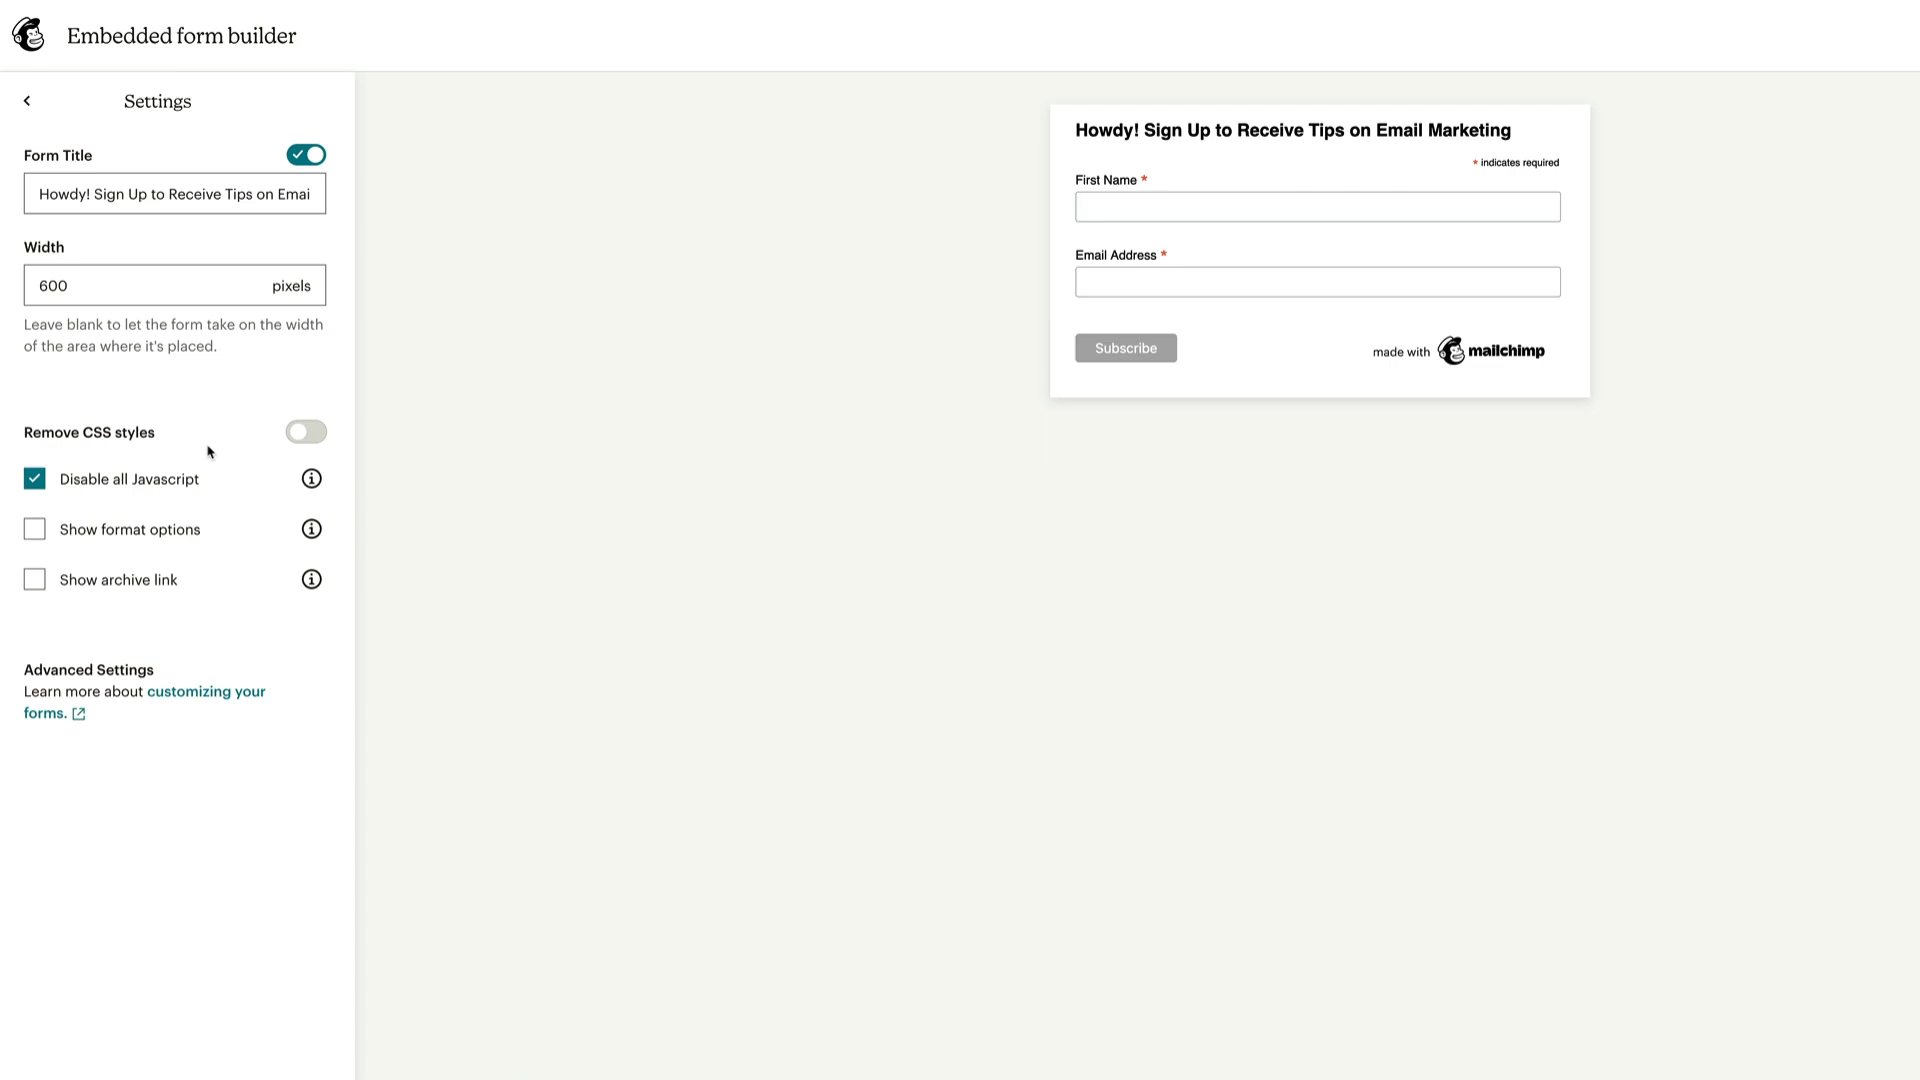 Embedded form builder
Settings
Form Title
Howdy! Sign Up to Receive Tips on Emai
Width
600 pixels
Leave blank to let the form take on the width
of the area where it's placed.
Remove CSS styles
Disable all Javascript
Show format options
Show archive link
Advanced Settings
Learn more about customizing your
forms.
Howdy! Sign Up to Receive Tips on Email Marketing
* indicates required
First Name *
Email Address *
Subscribe
made with mailchimp